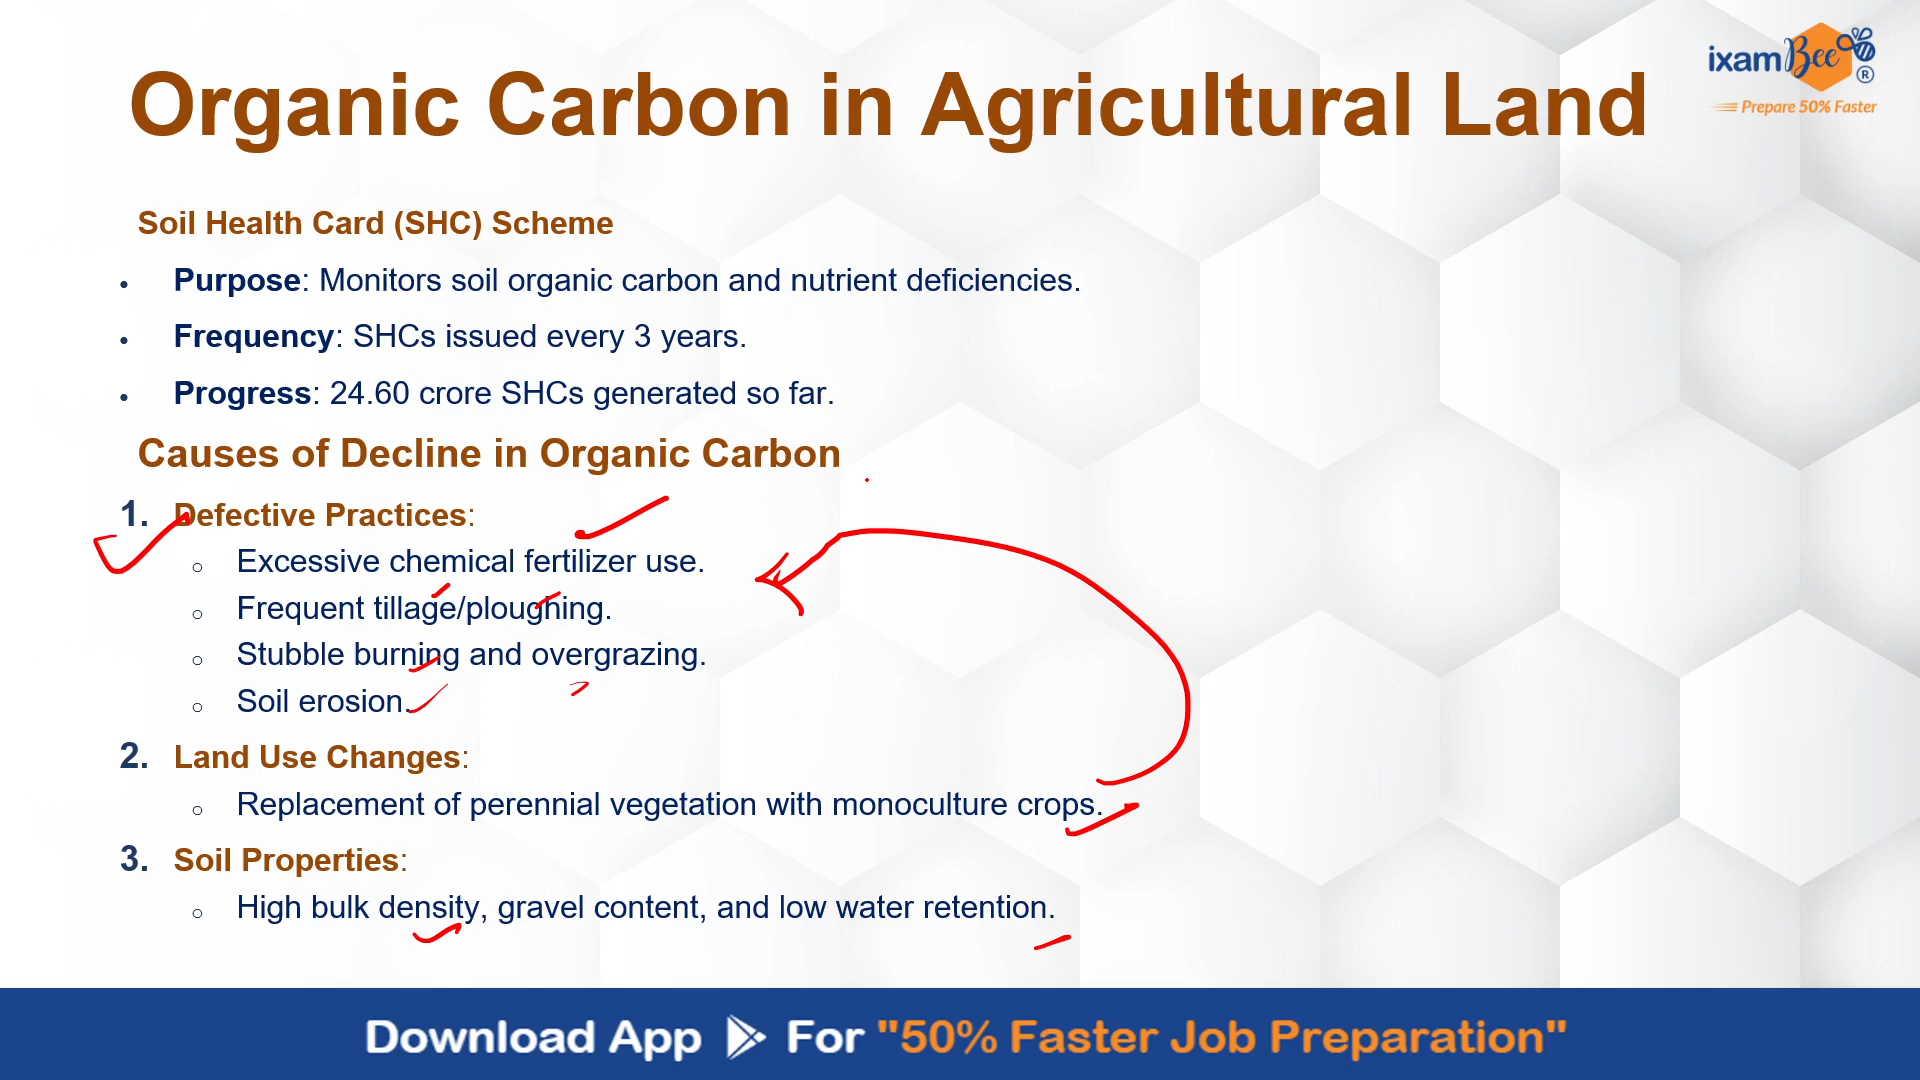 ixamBee®
Prepare 50% Faster
Organic Carbon in Agricultural Land
Soil Health Card (SHC) Scheme
• Purpose: Monitors soil organic carbon and nutrient deficiencies.
• Frequency: SHCs issued every 3 years.
• Progress: 24.60 crore SHCs generated so far.
Causes of Decline in Organic Carbon
1. Defective Practices:
○ Excessive chemical fertilizer use.
○ Frequent tillage/ploughing.
○ Stubble burning and overgrazing.
○ Soil erosion.
2. Land Use Changes:
○ Replacement of perennial vegetation with monoculture crops.
3. Soil Properties:
○ High bulk density, gravel content, and low water retention.
Download App For "50% Faster Job Preparation"